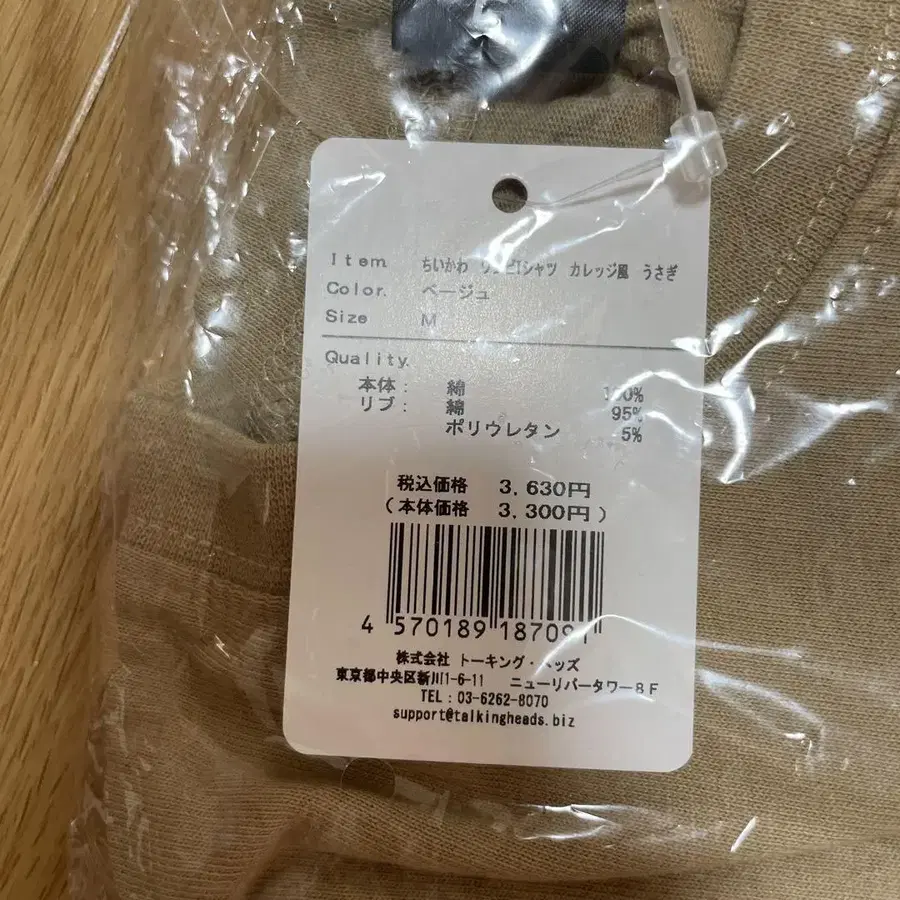 Item ちいかわ Tシャツ カレッジ風 うさぎ
Color. ベージュ
Size M
Quality.
本体: 綿 100%
リブ: 綿 95%
ポリウレタン 5%
税込価格 3,630円
(本体価格 3,300円)
4 570189 187091
株式会社 トーキング・ヘッズ
東京都中央区新川1-6-11 ニューリバータワー8F
TEL:03-6262-8070
support@talkingheads.biz